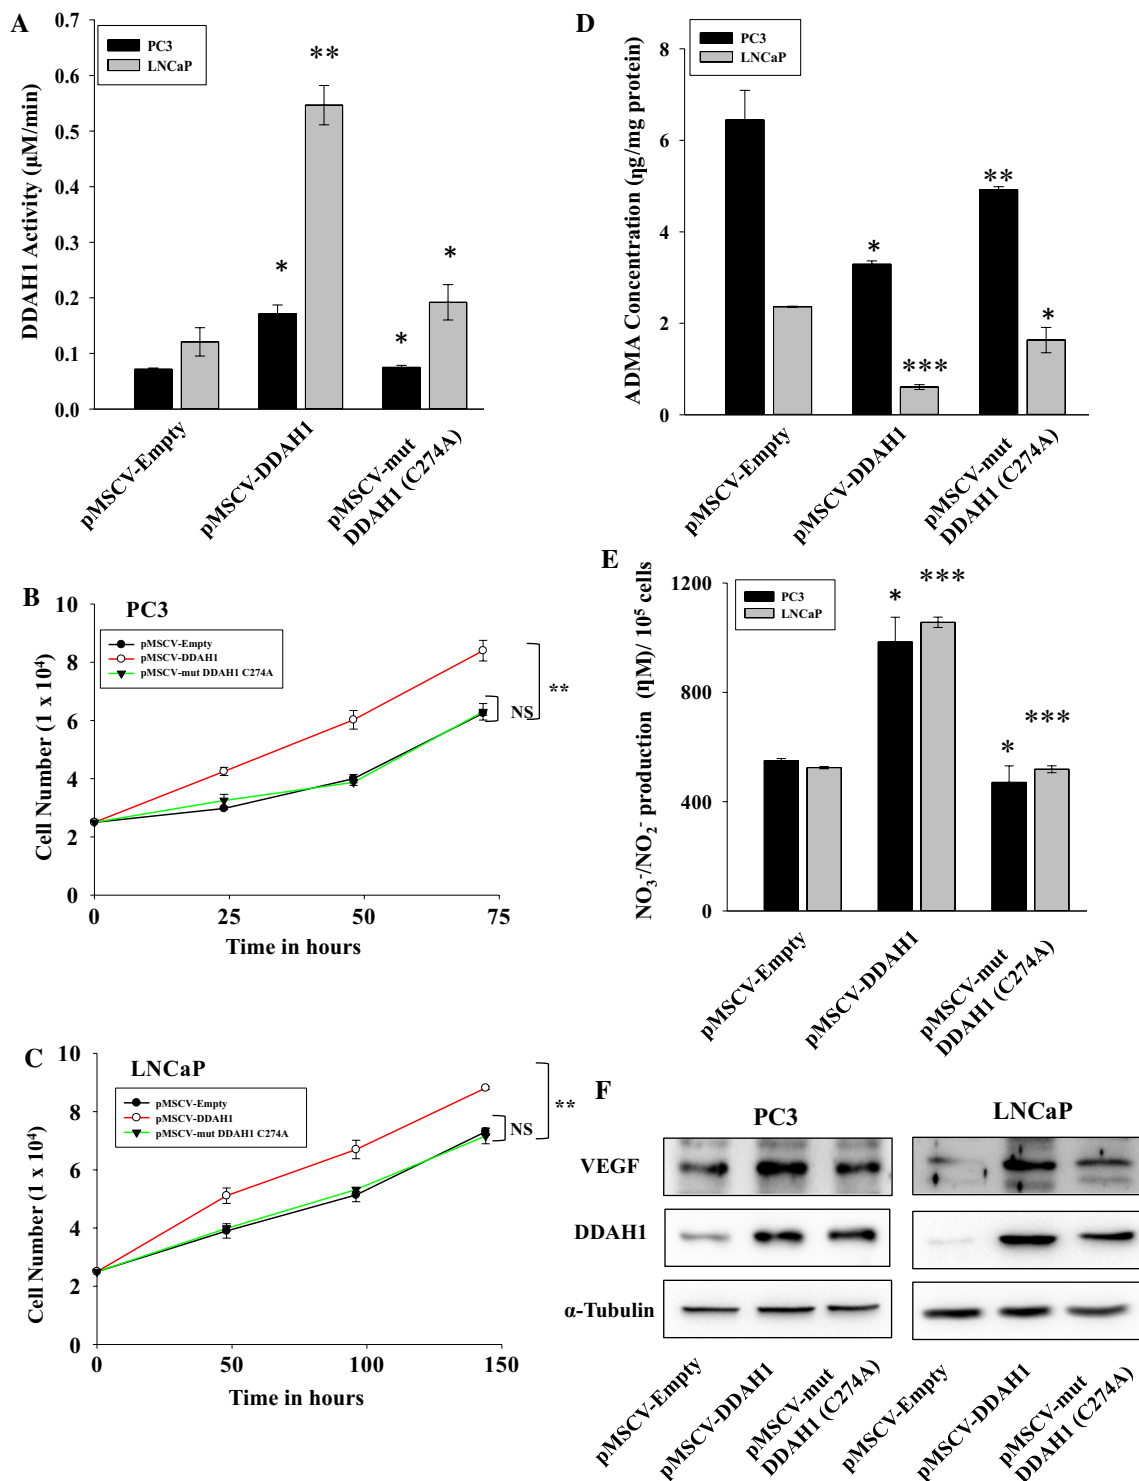 A
DDAH1 Activity (µM/min)
0.7
0.6
0.5
0.4
0.3
0.2
0.1
0.0
PC3
LNCaP
**
*
*
*
pMSCV-Empty
pMSCV-DDAH1
pMSCV-mut
DDAH1 (C274A)
D
ADMA Concentration (ηg/mg protein)
8
6
4
2
0
PC3
LNCaP
*
***
**
*
pMSCV-Empty
pMSCV-DDAH1
pMSCV-mut
DDAH1 (C274A)
B
PC3
Cell Number (1 x 10⁴)
10
8
6
4
2
0
pMSCV-Empty
pMSCV-DDAH1
pMSCV-mut DDAH1 C274A
**
NS
0
25
50
75
Time in hours
E
NO₃⁻/NO₂⁻ production (ηM)/ 10⁵ cells
1200
800
400
0
PC3
LNCaP
*
***
*
***
pMSCV-Empty
pMSCV-DDAH1
pMSCV-mut
DDAH1 (C274A)
C
LNCaP
Cell Number (1 x 10⁴)
10
8
6
4
2
0
pMSCV-Empty
pMSCV-DDAH1
pMSCV-mut DDAH1 C274A
**
NS
0
50
100
150
Time in hours
F
PC3
LNCaP
VEGF
DDAH1
α-Tubulin
pMSCV-Empty
pMSCV-DDAH1
pMSCV-mut
DDAH1 (C274A)
pMSCV-Empty
pMSCV-DDAH1
pMSCV-mut
DDAH1 (C274A)